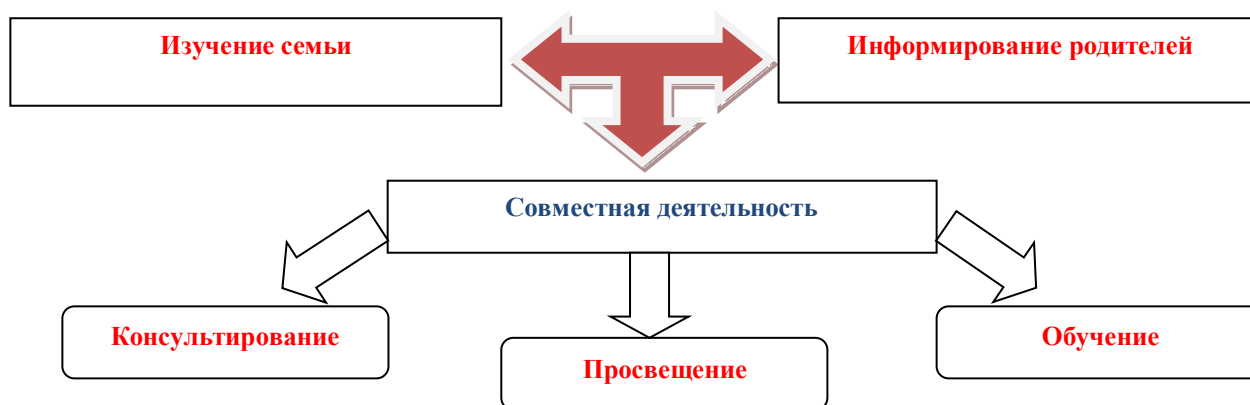 Изучение семьи
Информирование родителей
Совместная деятельность
Консультирование
Просвещение
Обучение